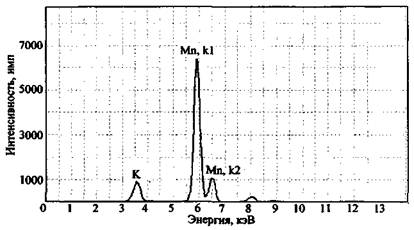 Интенсивность, имп
7000
5000
3000
1000
Mn, k1
K
Mn, k2
0 1 2 3 4 5 6 7 8 9 10 11 12 13
Энергия, кэВ